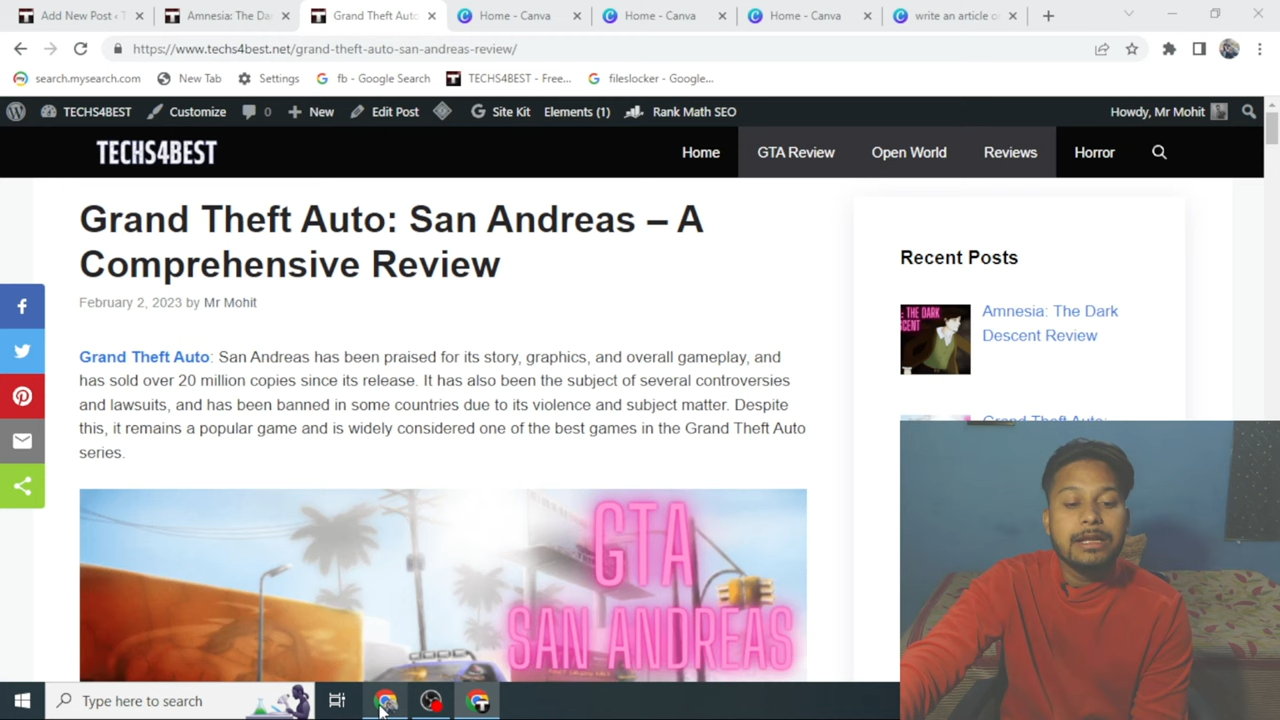 Add New Post ‹ T
Amnesia: The Da
Grand Theft Auto
Home - Canva
Home - Canva
Home - Canva
write an article o
https://www.techs4best.net/grand-theft-auto-san-andreas-review/
search.mysearch.com
New Tab
Settings
fb - Google Search
TECHS4BEST - Free...
fileslocker - Google...
TECHS4BEST
Customize
0
New
Edit Post
Site Kit
Elements (1)
Rank Math SEO
Howdy, Mr Mohit
TECHS4BEST
Home
GTA Review
Open World
Reviews
Horror
Grand Theft Auto: San Andreas – A
Comprehensive Review
February 2, 2023 by Mr Mohit
Grand Theft Auto: San Andreas has been praised for its story, graphics, and overall gameplay, and
has sold over 20 million copies since its release. It has also been the subject of several controversies
and lawsuits, and has been banned in some countries due to its violence and subject matter. Despite
this, it remains a popular game and is widely considered one of the best games in the Grand Theft Auto
series.
GTA
SAN ANDREAS
Recent Posts
: THE DARK
SCENT
Amnesia: The Dark
Descent Review
Grand Theft Auto:
Type here to search